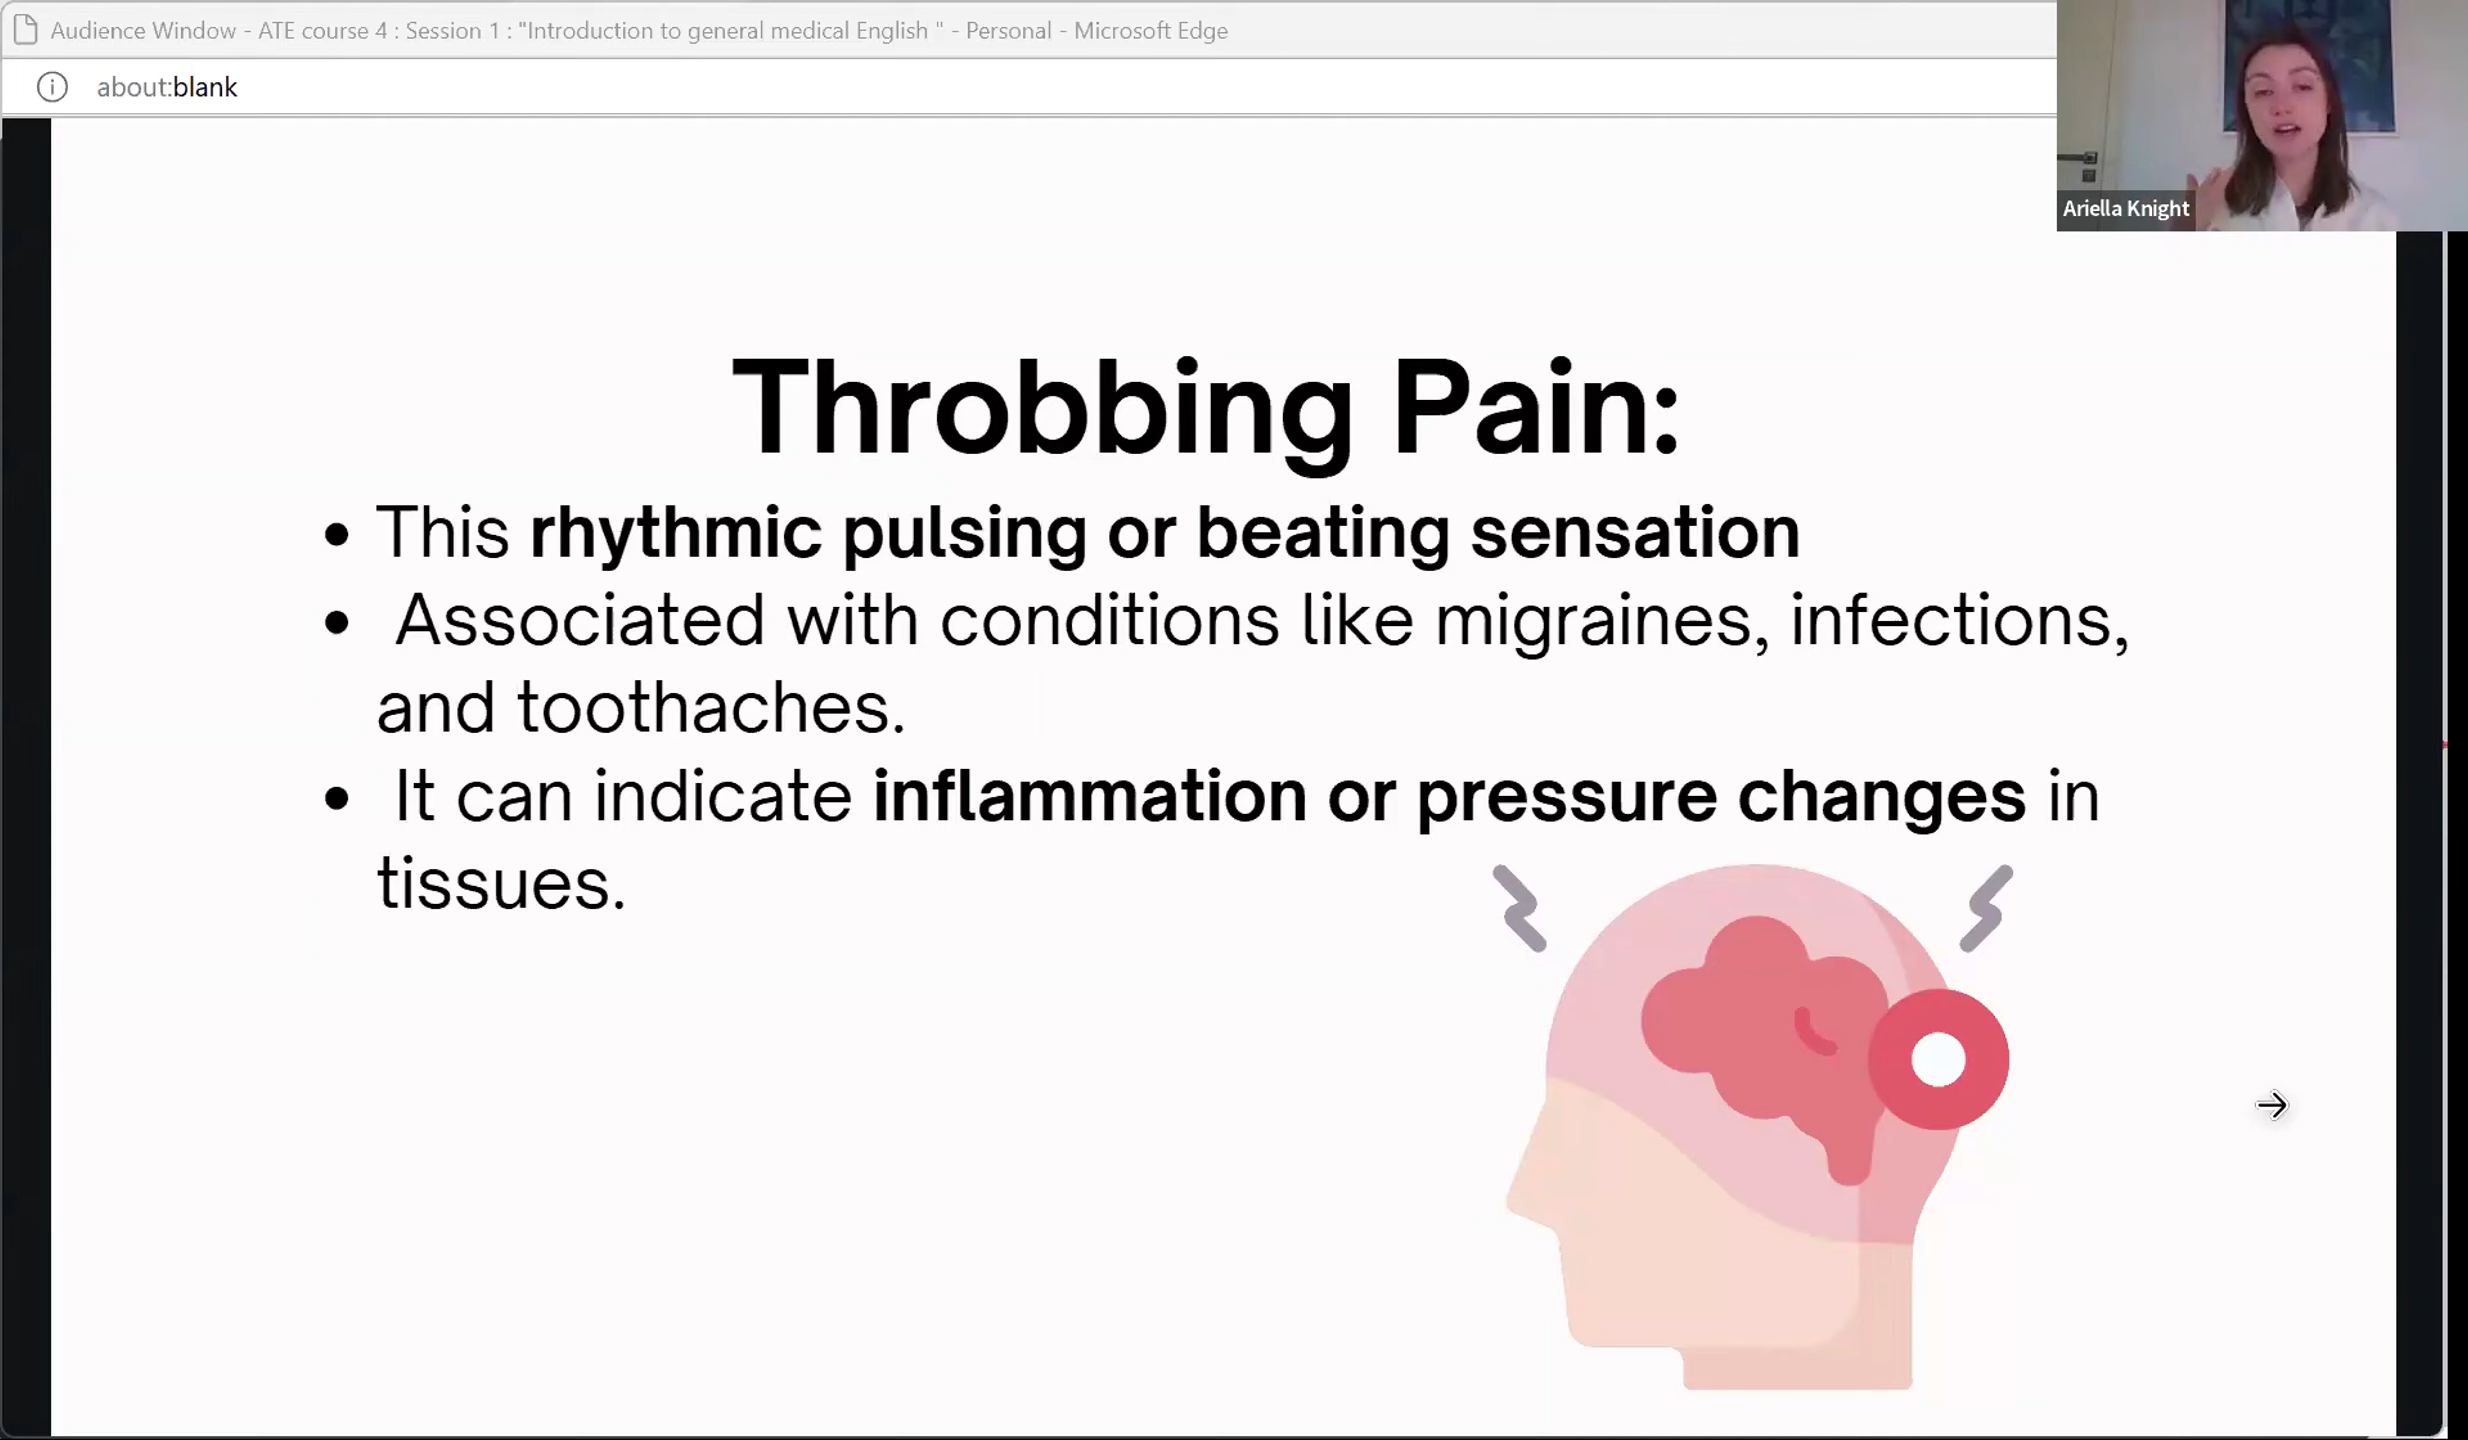 Audience Window - ATE course 4 : Session 1 : "Introduction to general medical English " - Personal - Microsoft Edge
about:blank
Ariella Knight
Throbbing Pain:
• This rhythmic pulsing or beating sensation
• Associated with conditions like migraines, infections,
and toothaches.
• It can indicate inflammation or pressure changes in
tissues.